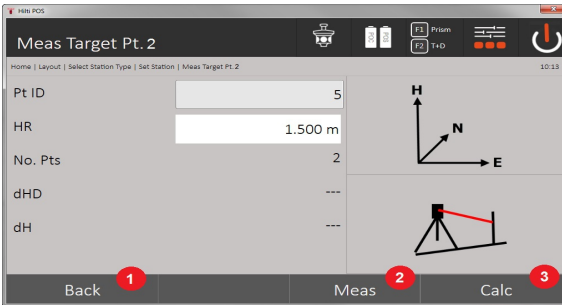 Hilti POS
Meas Target Pt. 2
POC
POS
F1 Prism
F2 T+D
Home | Layout | Select Station Type | Set Station | Meas Target Pt. 2
10:13
Pt ID
5
HR
1.500 m
No. Pts
2
dHD
---
dH
---
H
N
E
1
2
3
Back
Meas
Calc